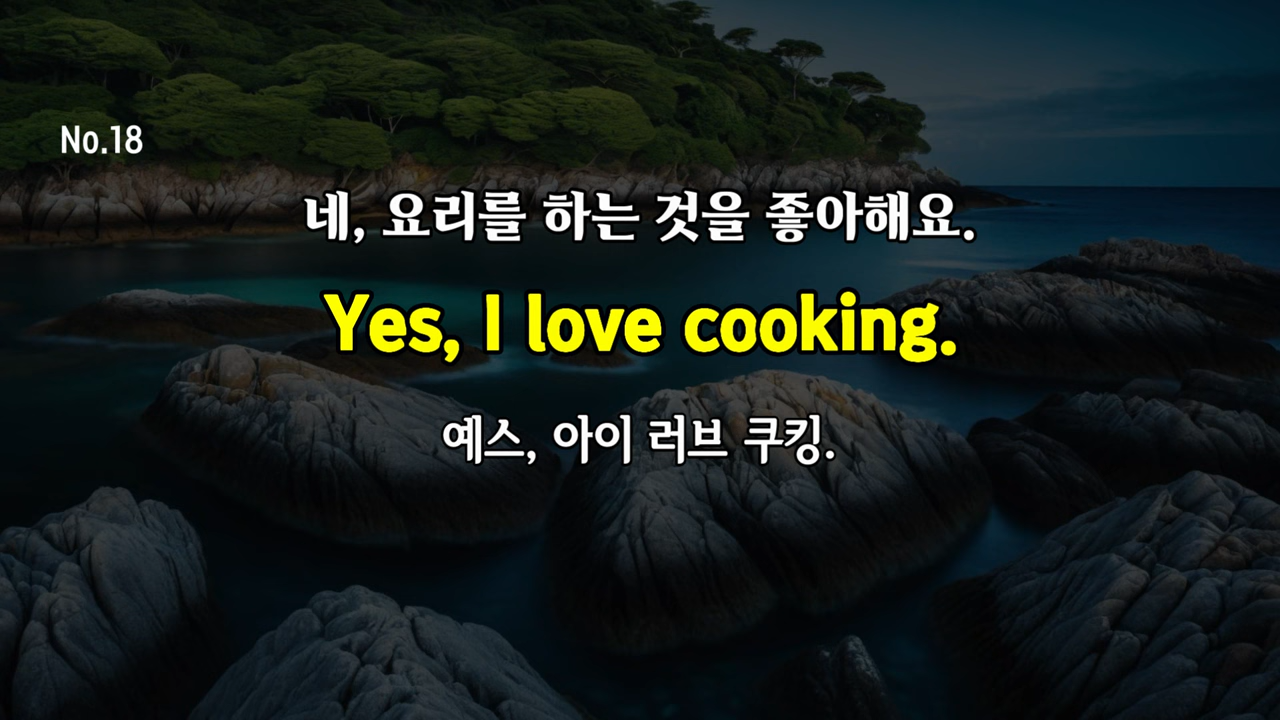 No.18
네, 요리를 하는 것을 좋아해요.
Yes, I love cooking.
예스, 아이 러브 쿠킹.